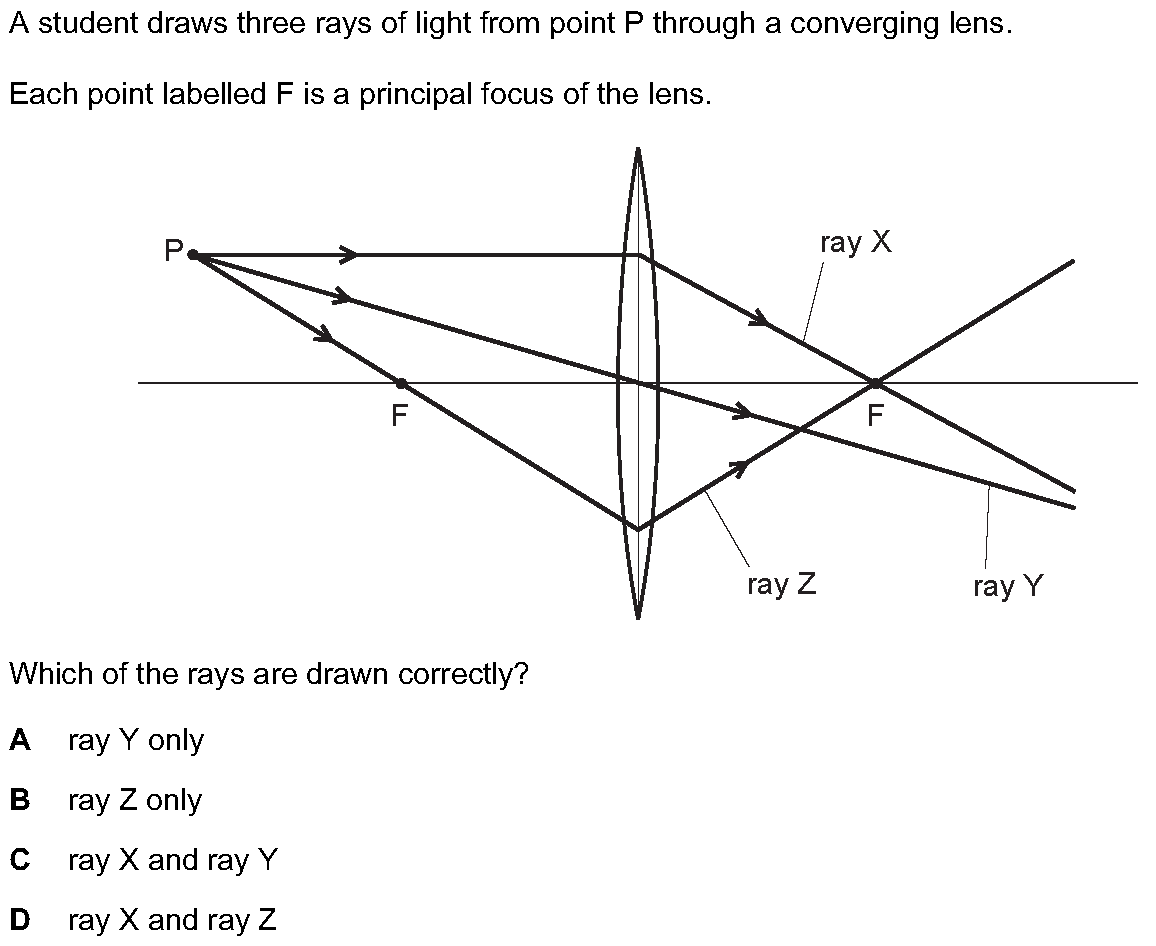 A student draws three rays of light from point P through a converging lens.
Each point labelled F is a principal focus of the lens.
ray X
P
F
F
ray Z
ray Y
Which of the rays are drawn correctly?
A ray Y only
B ray Z only
C ray X and ray Y
D ray X and ray Z